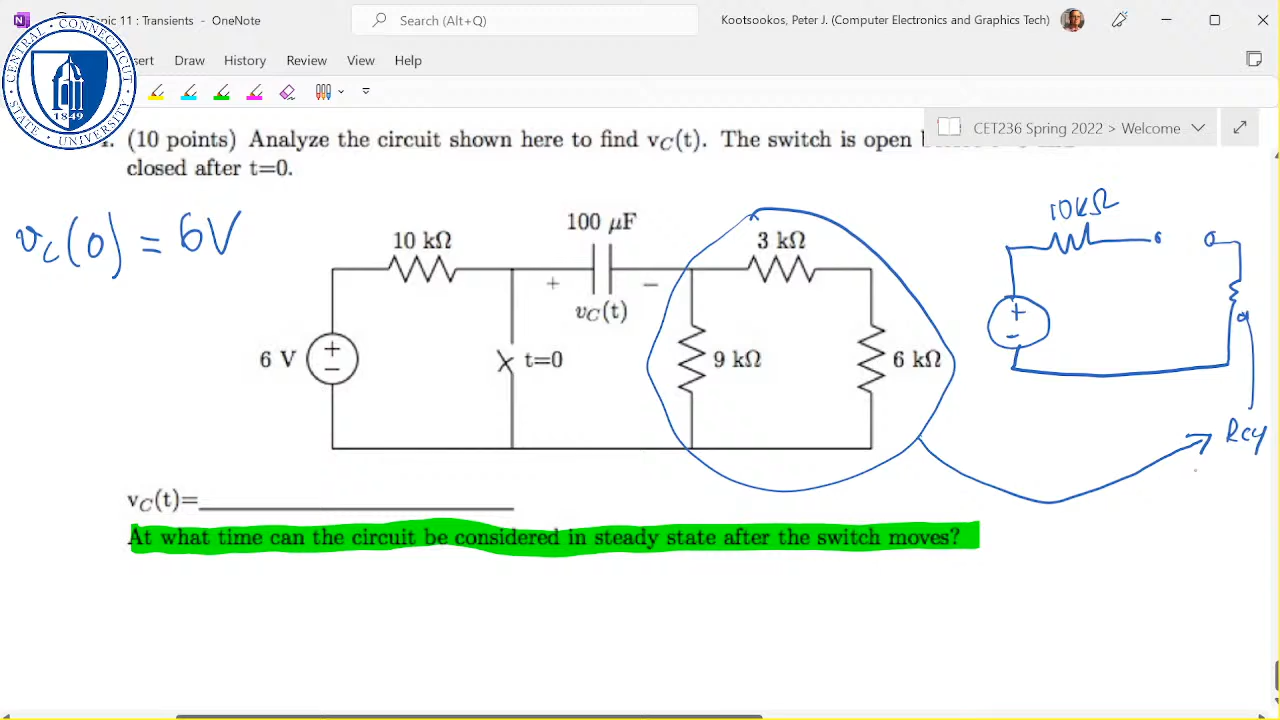 Topic 11 : Transients - OneNote
Search (Alt+Q)
Kootsookos, Peter J. (Computer Electronics and Graphics Tech)
CENTRAL CONNECTICUT STATE UNIVERSITY
1849
Draw History Review View Help
CET236 Spring 2022 > Welcome
(10 points) Analyze the circuit shown here to find vC(t). The switch is open
closed after t=0.
vc(0) = 6V
10 kΩ
100 μF
3 kΩ
10kΩ
+ −
vC(t)
6 V
+
−
t=0
9 kΩ
6 kΩ
+
−
vC(t)=
At what time can the circuit be considered in steady state after the switch moves?